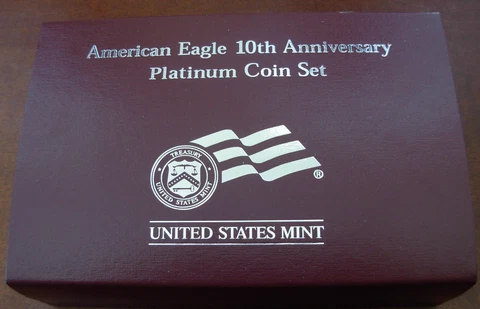 American Eagle 10th Anniversary
Platinum Coin Set
TREASURY
UNITED STATES MINT
®
UNITED STATES MINT